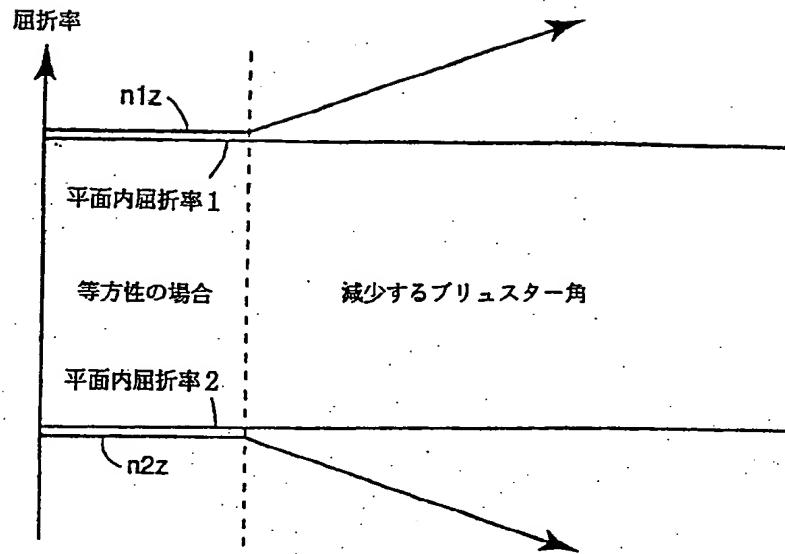 屈折率
n1z
平面内屈折率1
等方性の場合
減少するブリュスター角
平面内屈折率2
n2z